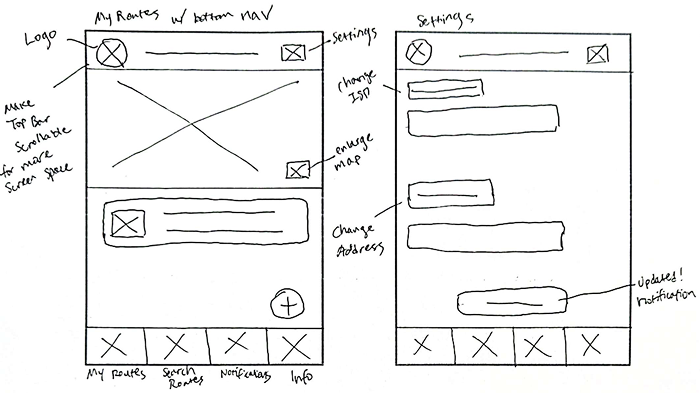 My Routes w/ bottom nav
Settings
Logo
Settings
Make
Top Bar
Scrollable
for more
Screen Space
enlarge
map
change
ISD
Change
Address
Updated!
notification
My Routes
Search
Routes
Notifications
Info